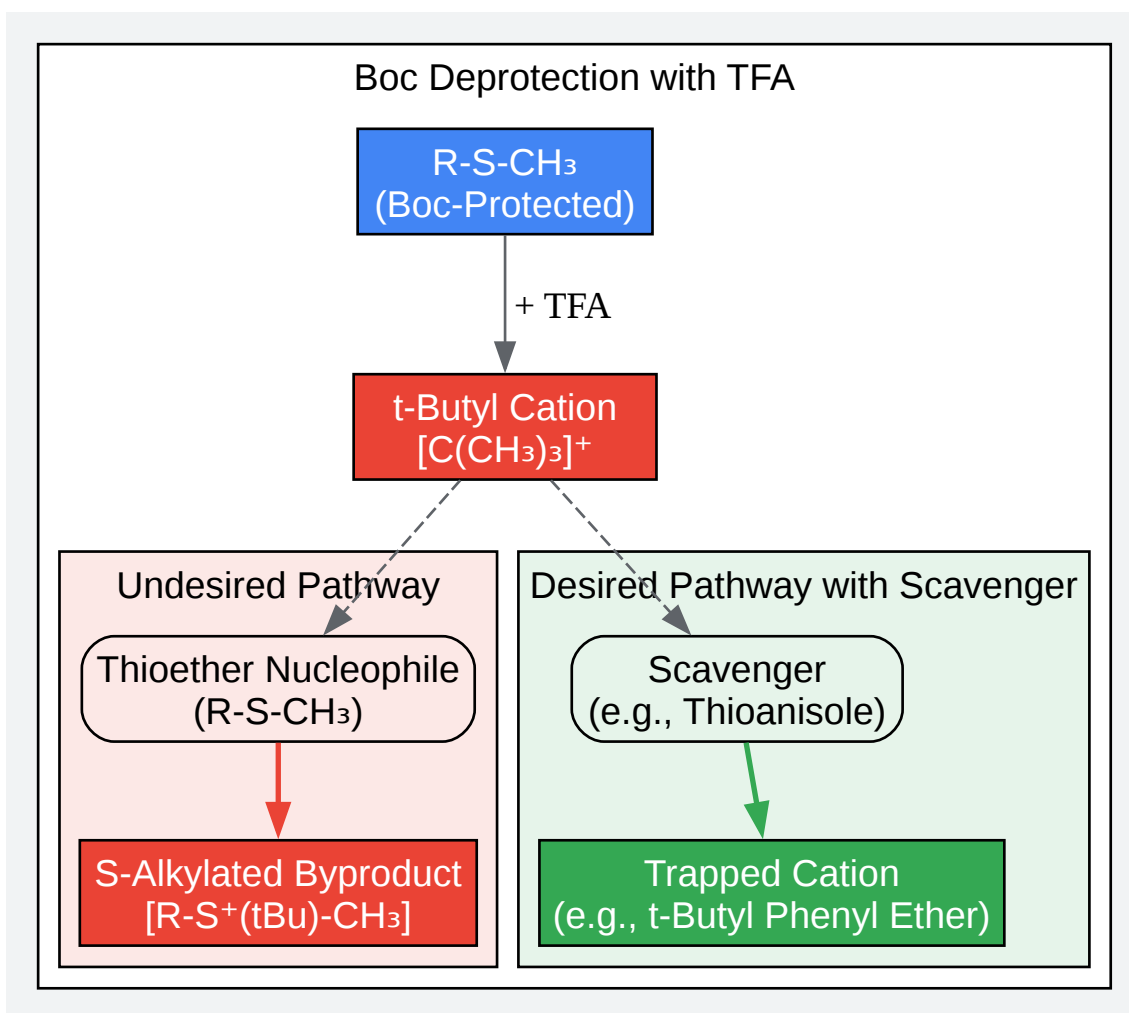 Boc Deprotection with TFA
R-S-CH₃
(Boc-Protected)
+ TFA
t-Butyl Cation
[C(CH₃)₃]⁺
Undesired Pathway
Desired Pathway with Scavenger
Thioether Nucleophile
(R-S-CH₃)
Scavenger
(e.g., Thioanisole)
S-Alkylated Byproduct
[R-S⁺(tBu)-CH₃]
Trapped Cation
(e.g., t-Butyl Phenyl Ether)